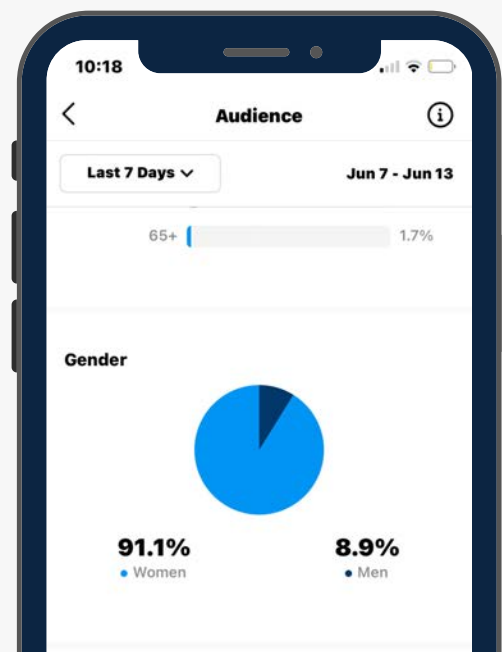 10:18
Audience
Last 7 Days
Jun 7 - Jun 13
65+ 1.7%
Gender
91.1% 8.9%
Women Men